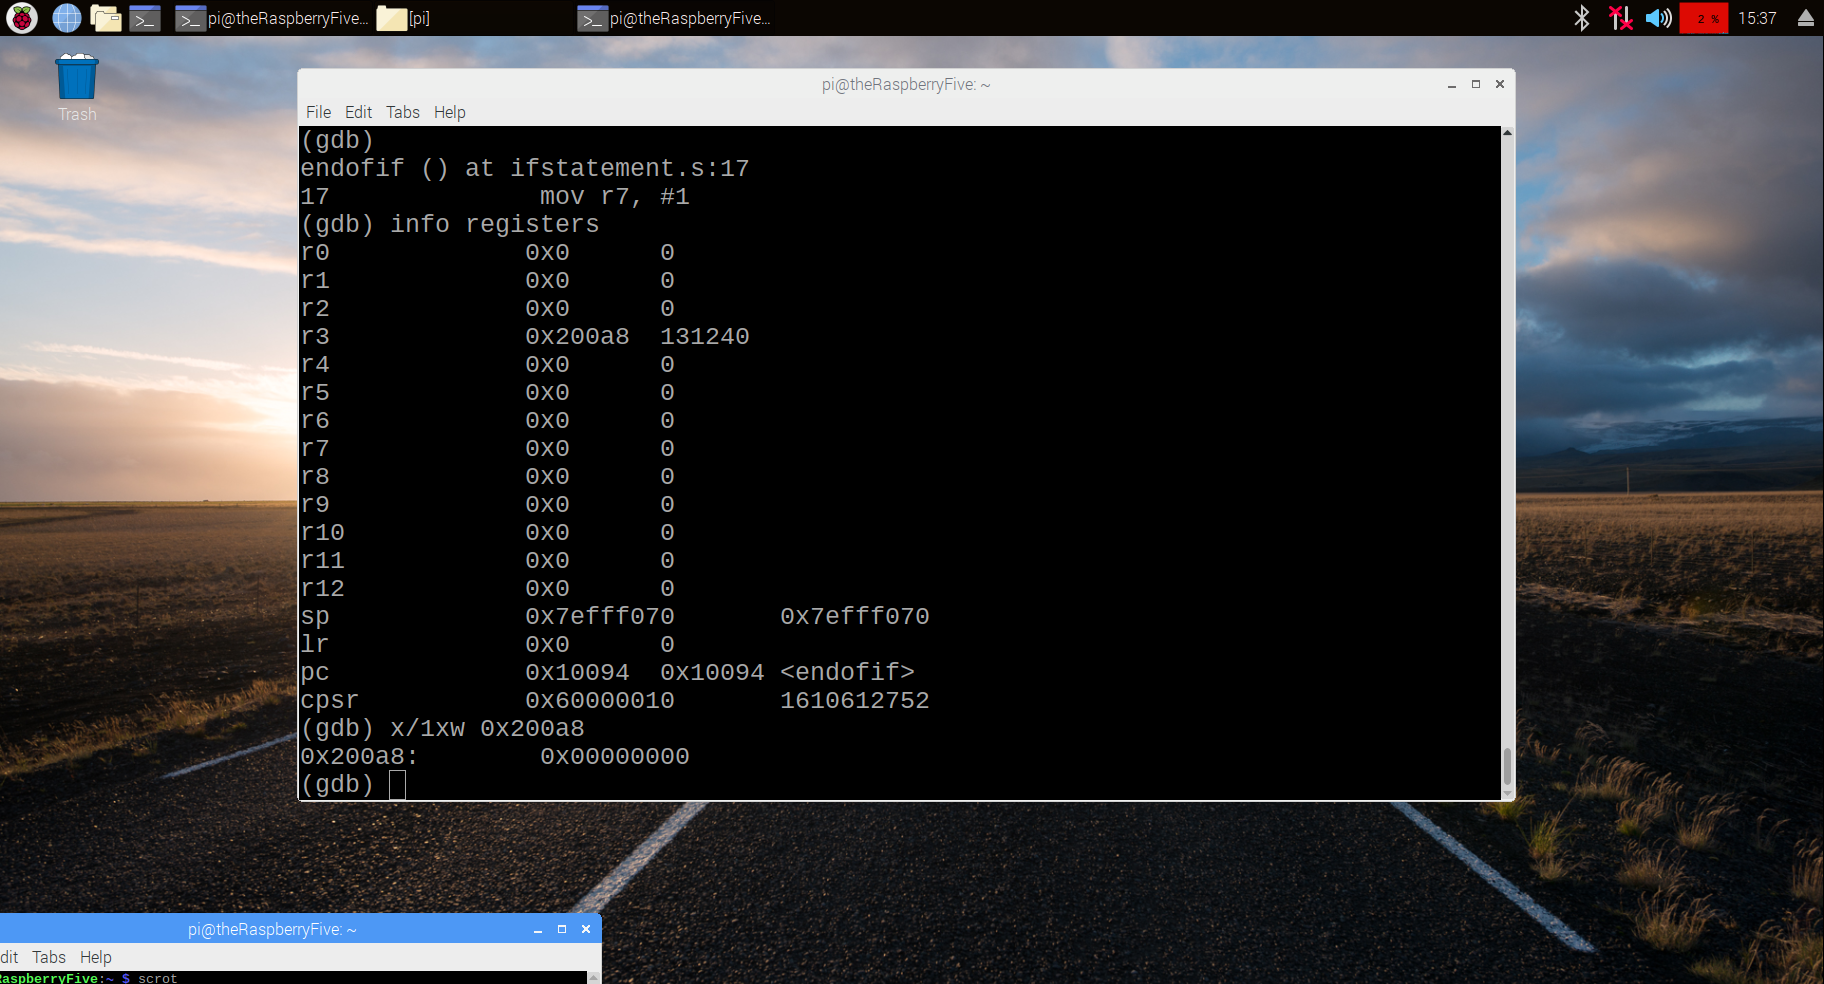 pi@theRaspberryFive... [pi] pi@theRaspberryFive... 2 % 15:37
Trash
pi@theRaspberryFive: ~
File Edit Tabs Help
(gdb)
endofif () at ifstatement.s:17
17 mov r7, #1
(gdb) info registers
r0 0x0 0
r1 0x0 0
r2 0x0 0
r3 0x200a8 131240
r4 0x0 0
r5 0x0 0
r6 0x0 0
r7 0x0 0
r8 0x0 0
r9 0x0 0
r10 0x0 0
r11 0x0 0
r12 0x0 0
sp 0x7efff070 0x7efff070
lr 0x0 0
pc 0x10094 0x10094 <endofif>
cpsr 0x60000010 1610612752
(gdb) x/1xw 0x200a8
0x200a8: 0x00000000
(gdb)
pi@theRaspberryFive: ~
dit Tabs Help
RaspberryFive:~ $ scrot